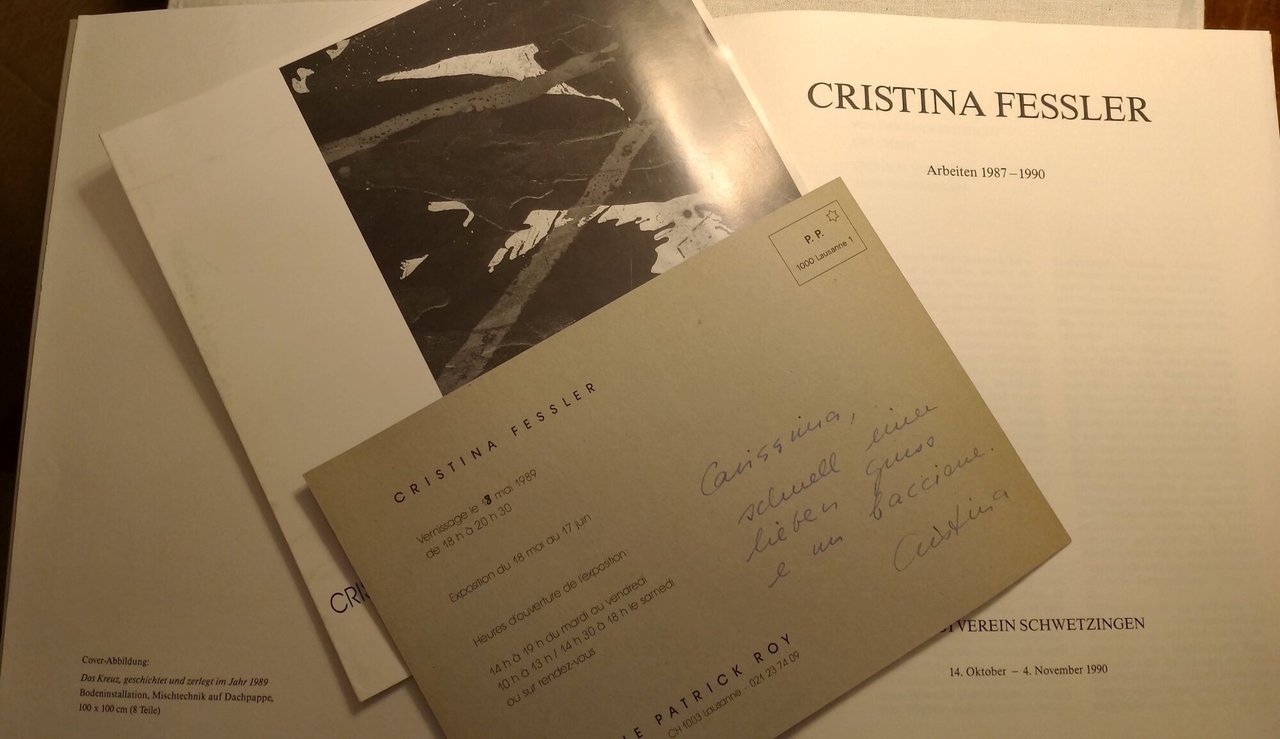 CRISTINA FESSLER
Arbeiten 1987–1990
VEREIN SCHWETZINGEN
14. Oktober – 4. November 1990
Cover-Abbildung:
Das Kreuz, geschichtet und zerlegt im Jahr 1989
Bodeninstallation, Mischtechnik auf Dachpappe,
100 x 100 cm (8 Teile)
CRIS
P.P.
1000 Lausanne 1
CRISTINA FESSLER
Vernissage le 18 mai 1989
de 18 h à 20 h 30
Exposition du 18 mai au 17 juin
Heures d'ouverture de l'exposition:
14 h à 19 h du mardi au vendredi
10 h à 13 h / 14 h 30 à 18 h le samedi
ou sur rendez-vous
LE PATRICK ROY
CH 1003 Lausanne - 021 23 74 09
Carissima,
schnell einen
lieben gruss
e un baccione.
Cristina